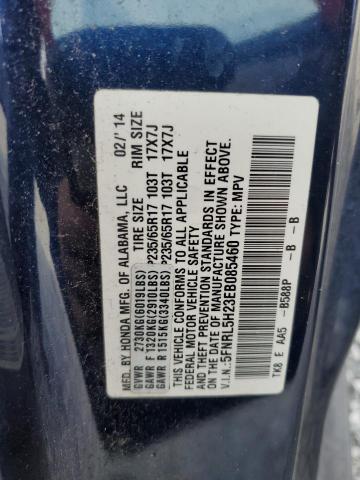 MFD. BY HONDA MFG. OF ALABAMA, LLC 02/'14
TIRE SIZE RIM SIZE
GVWR 2730KG(6019LBS)
GAWR F 1320KG(2910LBS) P235/65R17 103T 17X7J
GAWR R 1515KG(3340LBS) P235/65R17 103T 17X7J
THIS VEHICLE CONFORMS TO ALL APPLICABLE
FEDERAL MOTOR VEHICLE SAFETY
AND THEFT PREVENTION STANDARDS IN EFFECT
ON THE DATE OF MANUFACTURE SHOWN ABOVE.
V.I.N.:5FNRL5H23EB085460 TYPE: MPV
TK8 E AA5 -B588P -B -B